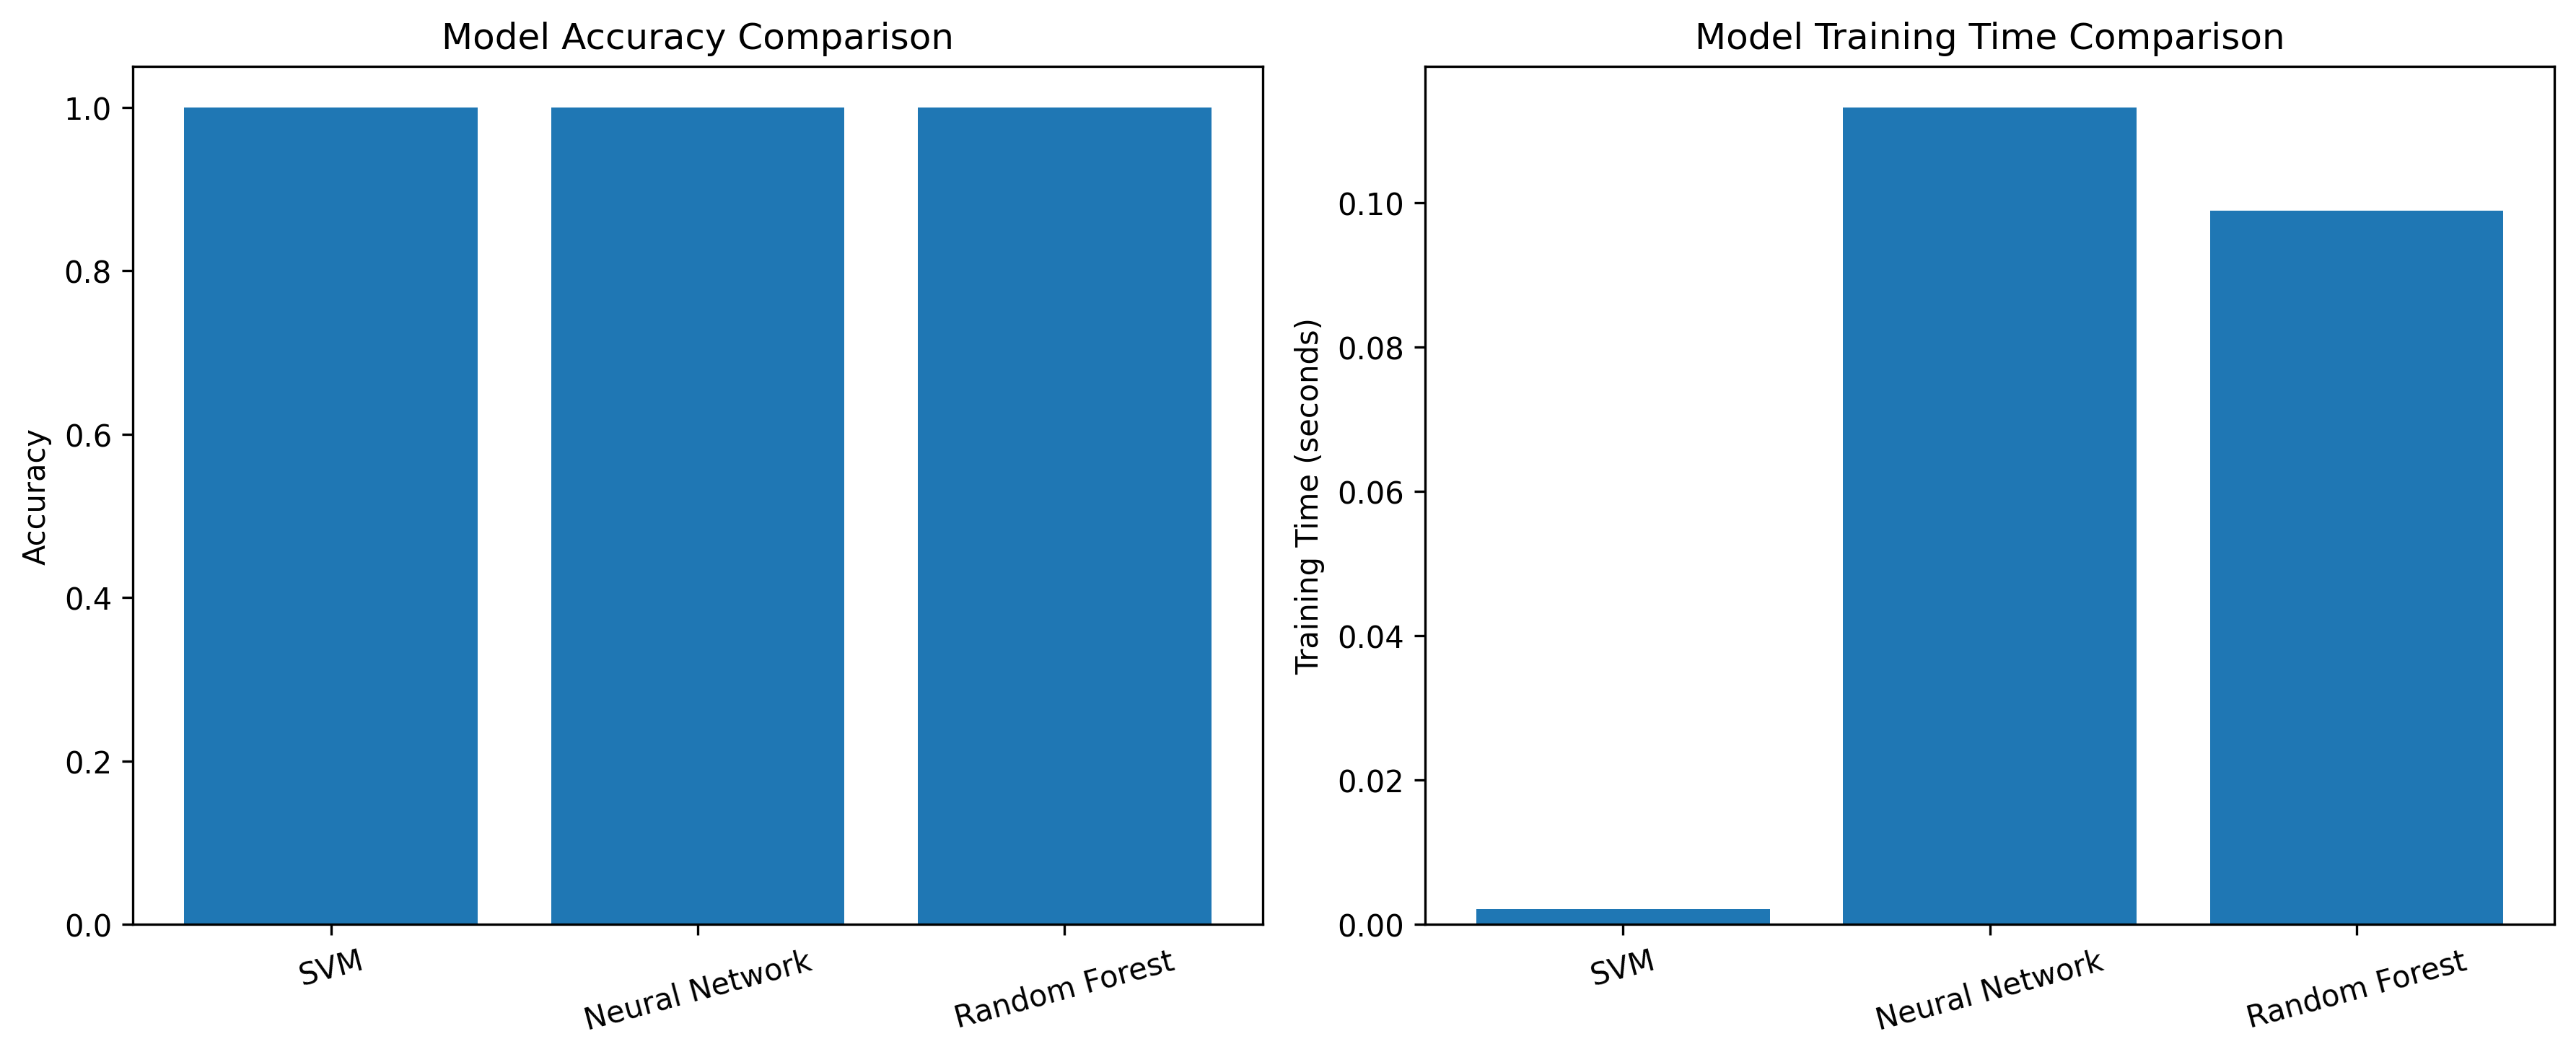 Model Accuracy Comparison
Accuracy
1.0
0.8
0.6
0.4
0.2
0.0
SVM
Neural Network
Random Forest
Model Training Time Comparison
Training Time (seconds)
0.10
0.08
0.06
0.04
0.02
0.00
SVM
Neural Network
Random Forest